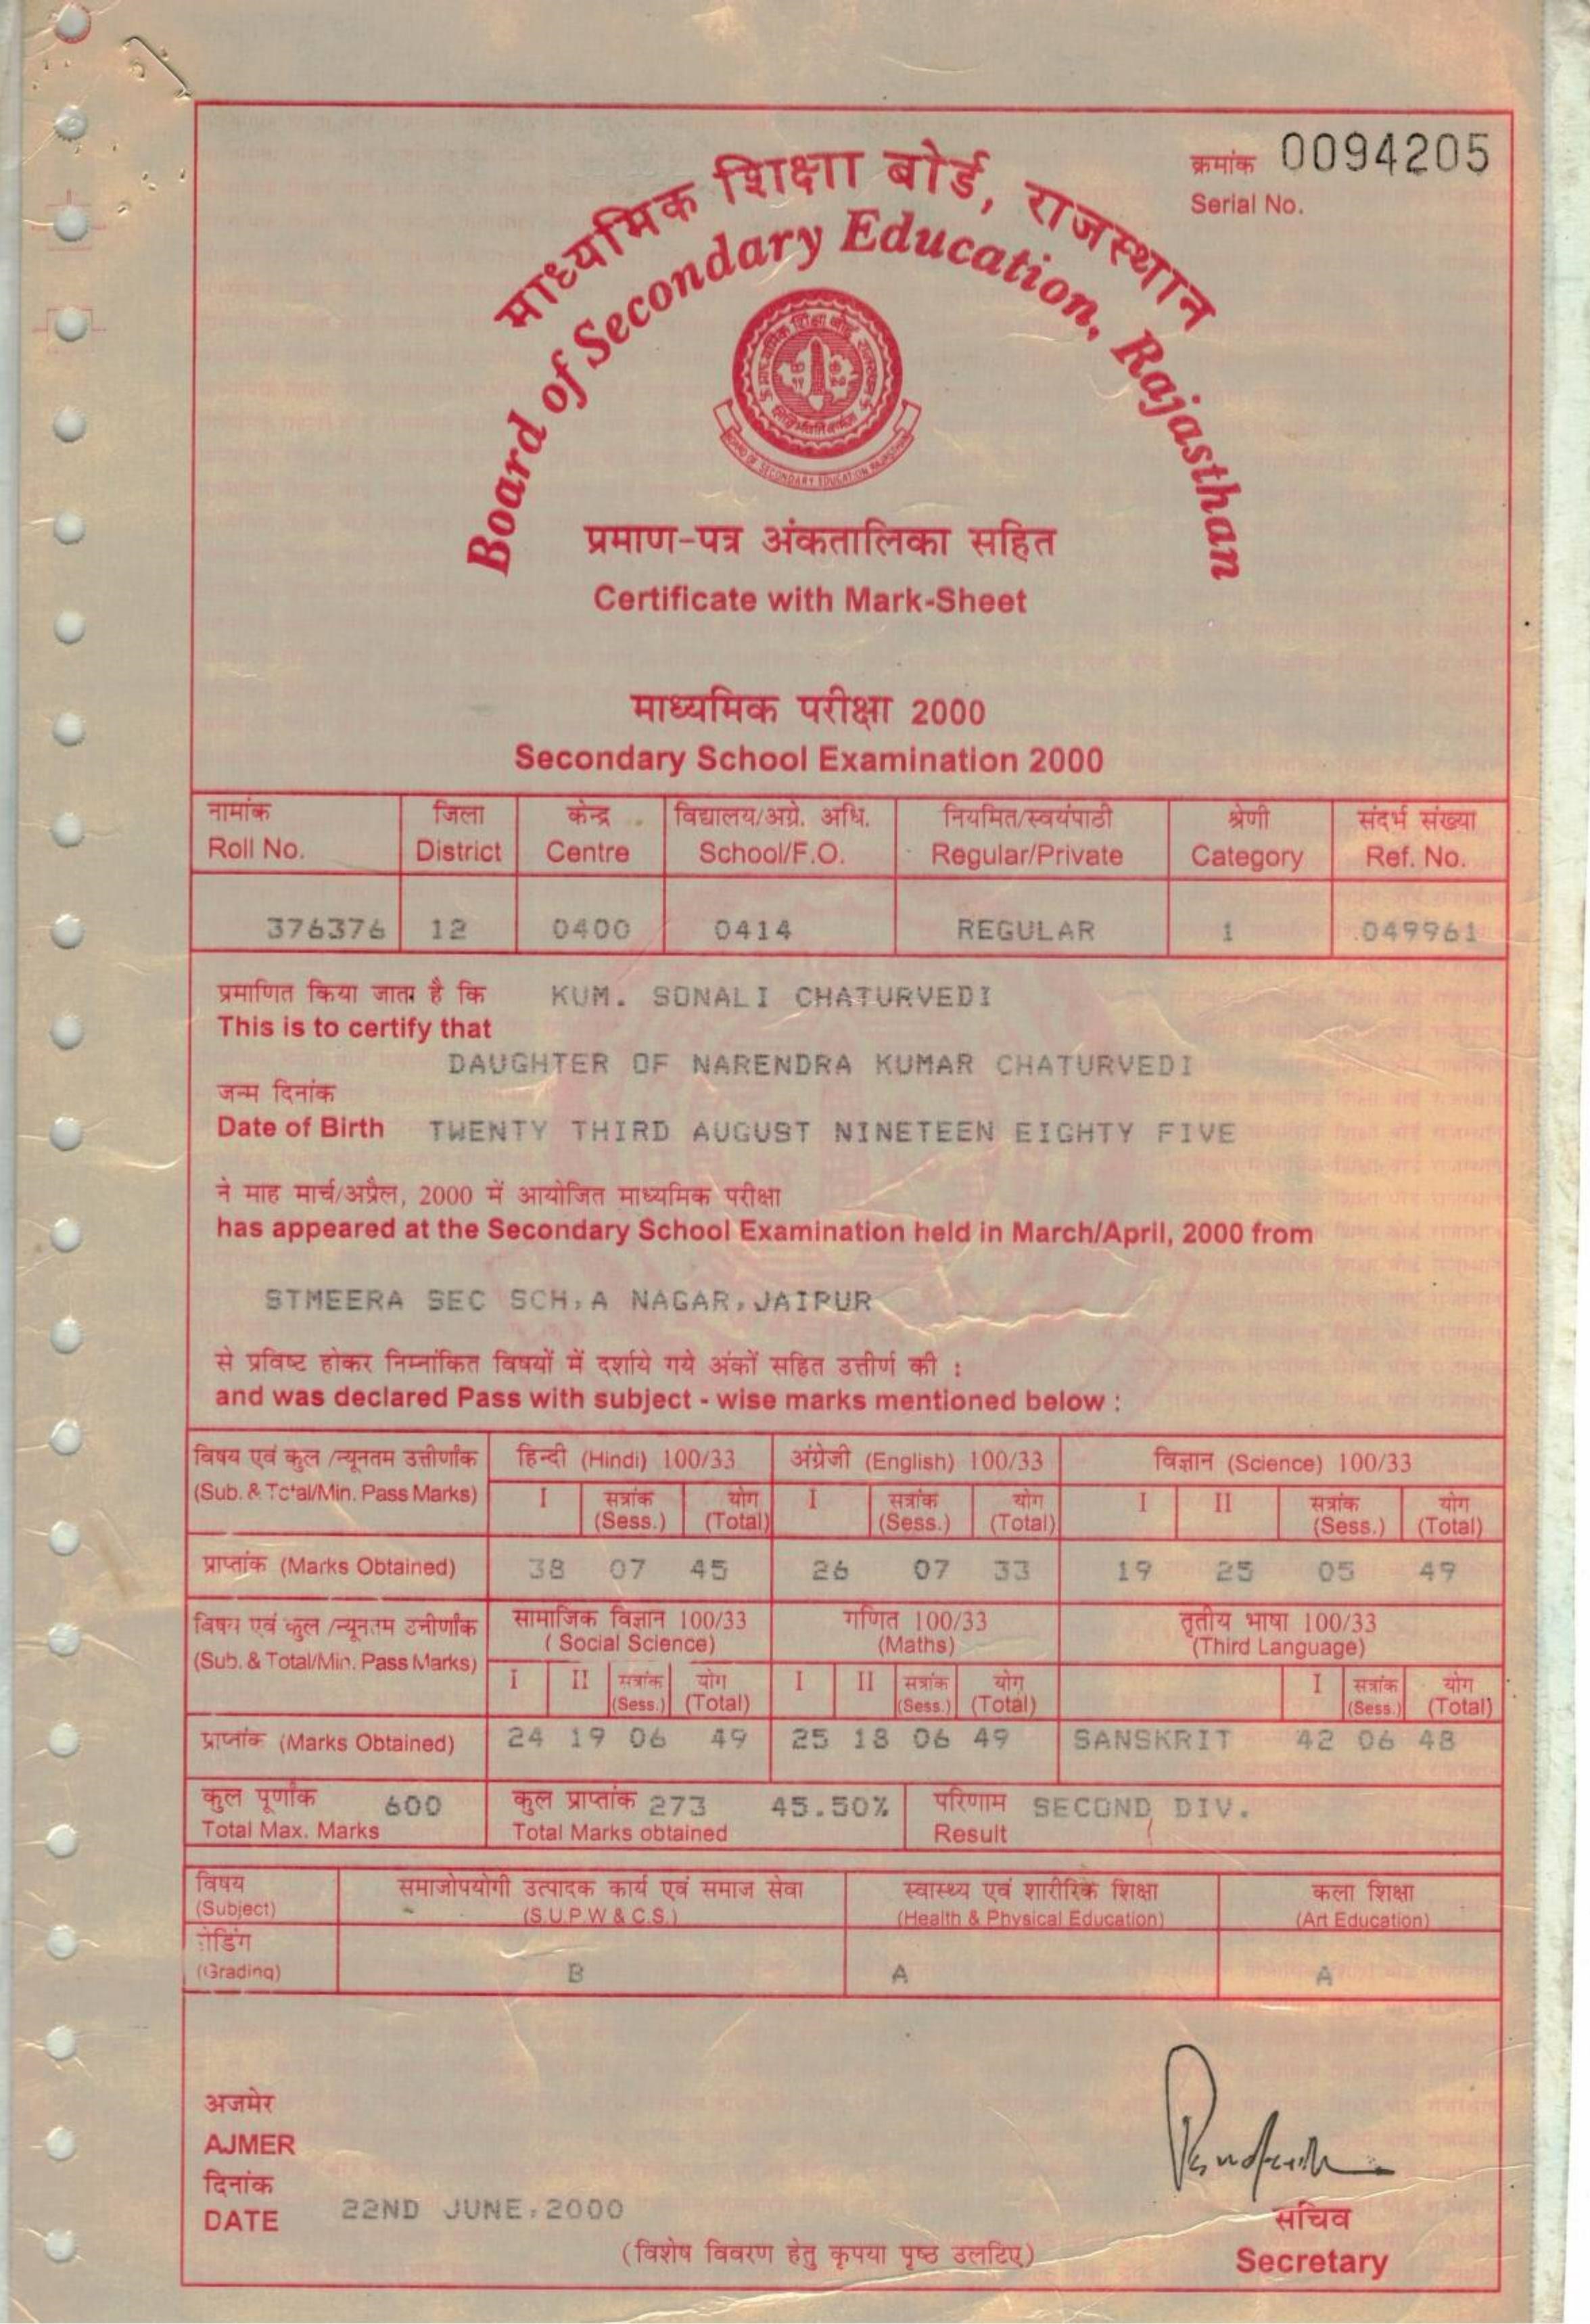 क्रमांक 0094205
Serial No.
माध्यमिक शिक्षा बोर्ड, राजस्थान
Board of Secondary Education, Rajasthan
BOARD OF SECONDARY EDUCATION RAJASTHAN
प्रमाण-पत्र अंकतालिका सहित
Certificate with Mark-Sheet
माध्यमिक परीक्षा 2000
Secondary School Examination 2000
नामांक जिला केन्द्र विद्यालय/अग्रे. अधि. नियमित/स्वयंपाठी श्रेणी संदर्भ संख्या
Roll No. District Centre School/F.O. Regular/Private Category Ref. No.
376376 12 0400 0414 REGULAR 1 049961
प्रमाणित किया जाता है कि KUM. SONALI CHATURVEDI
This is to certify that
DAUGHTER OF NARENDRA KUMAR CHATURVEDI
जन्म दिनांक
Date of Birth TWENTY THIRD AUGUST NINETEEN EIGHTY FIVE
ने माह मार्च/अप्रैल, 2000 में आयोजित माध्यमिक परीक्षा
has appeared at the Secondary School Examination held in March/April, 2000 from
STMEERA SEC SCH,A NAGAR,JAIPUR
से प्रविष्ट होकर निम्नांकित विषयों में दर्शाये गये अंकों सहित उत्तीर्ण की :
and was declared Pass with subject - wise marks mentioned below :
विषय एवं कुल /न्यूनतम उत्तीर्णांक हिन्दी (Hindi) 100/33 अंग्रेजी (English) 100/33 विज्ञान (Science) 100/33
(Sub. & Total/Min. Pass Marks) I सत्रांक योग I सत्रांक योग I II सत्रांक योग
(Sess.) (Total) (Sess.) (Total) (Sess.) (Total)
प्राप्तांक (Marks Obtained) 38 07 45 26 07 33 19 25 05 49
विषय एवं कुल /न्यूनतम उत्तीर्णांक सामाजिक विज्ञान 100/33 गणित 100/33 तृतीय भाषा 100/33
( Social Science) (Maths) (Third Language)
(Sub. & Total/Min. Pass Marks) I II सत्रांक योग I II सत्रांक योग I सत्रांक योग
(Sess.) (Total) (Sess.) (Total) (Sess.) (Total)
प्राप्तांक (Marks Obtained) 24 19 06 49 25 18 06 49 SANSKRIT 42 06 48
कुल पूर्णांक 600 कुल प्राप्तांक 273 45.50% परिणाम SECOND DIV.
Total Max. Marks Total Marks obtained Result
विषय समाजोपयोगी उत्पादक कार्य एवं समाज सेवा स्वास्थ्य एवं शारीरिक शिक्षा कला शिक्षा
(Subject) (S.U.P.W & C.S.) (Health & Physical Education) (Art Education)
ग्रेडिंग
(Grading) B A A
अजमेर
AJMER
दिनांक
DATE 22ND JUNE,2000
सचिव
(विशेष विवरण हेतु कृपया पृष्ठ उलटिए)
Secretary